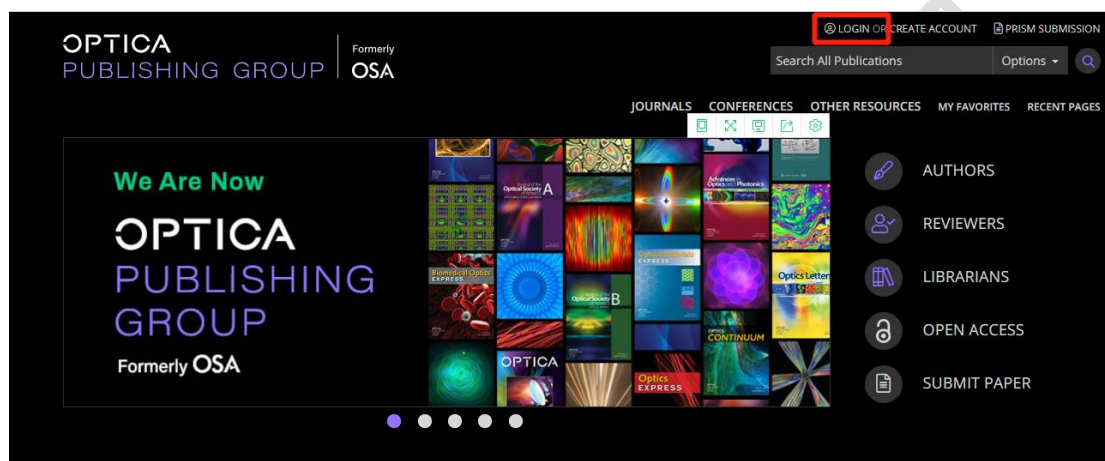 LOGIN OR CREATE ACCOUNT PRISM SUBMISSION
OPTICA
PUBLISHING GROUP
Formerly
OSA
Search All Publications Options
JOURNALS CONFERENCES OTHER RESOURCES MY FAVORITES RECENT PAGES
We Are Now
OPTICA
PUBLISHING
GROUP
Formerly OSA
Optical Society A
Advances in
Optics and Photonics
Biomedical Optics
EXPRESS
Optical Materials
EXPRESS
Optics Letters
Optical Society B
OPTICS
CONTINUUM
OPTICA
Optics
EXPRESS
AUTHORS
REVIEWERS
LIBRARIANS
OPEN ACCESS
SUBMIT PAPER